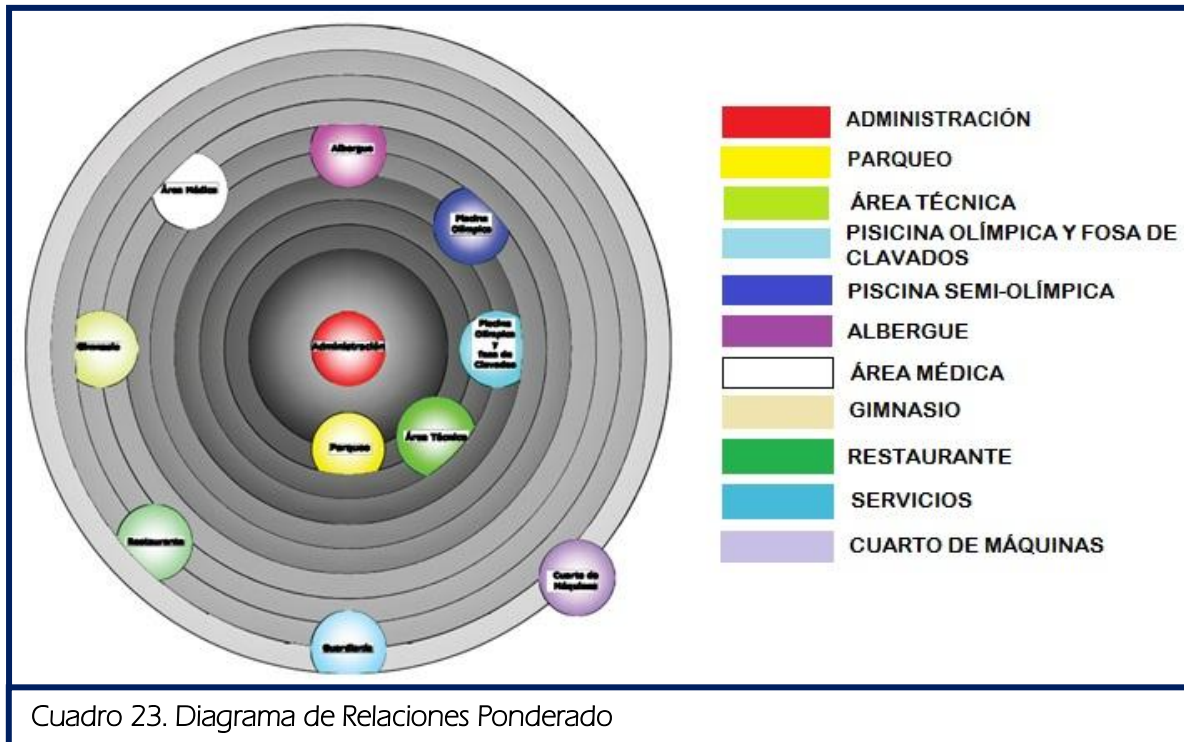 Albergue
Área Médica
Piscina
Olímpica
Piscina
Olímpica
y
fosa de
Clavados
Administración
Gimnasio
Parqueo
Área Técnica
Restaurante
Cuarto de
Máquinas
Guardianía
ADMINISTRACIÓN
PARQUEO
ÁREA TÉCNICA
PISICINA OLÍMPICA Y FOSA DE
CLAVADOS
PISCINA SEMI-OLÍMPICA
ALBERGUE
ÁREA MÉDICA
GIMNASIO
RESTAURANTE
SERVICIOS
CUARTO DE MÁQUINAS
Cuadro 23. Diagrama de Relaciones Ponderado